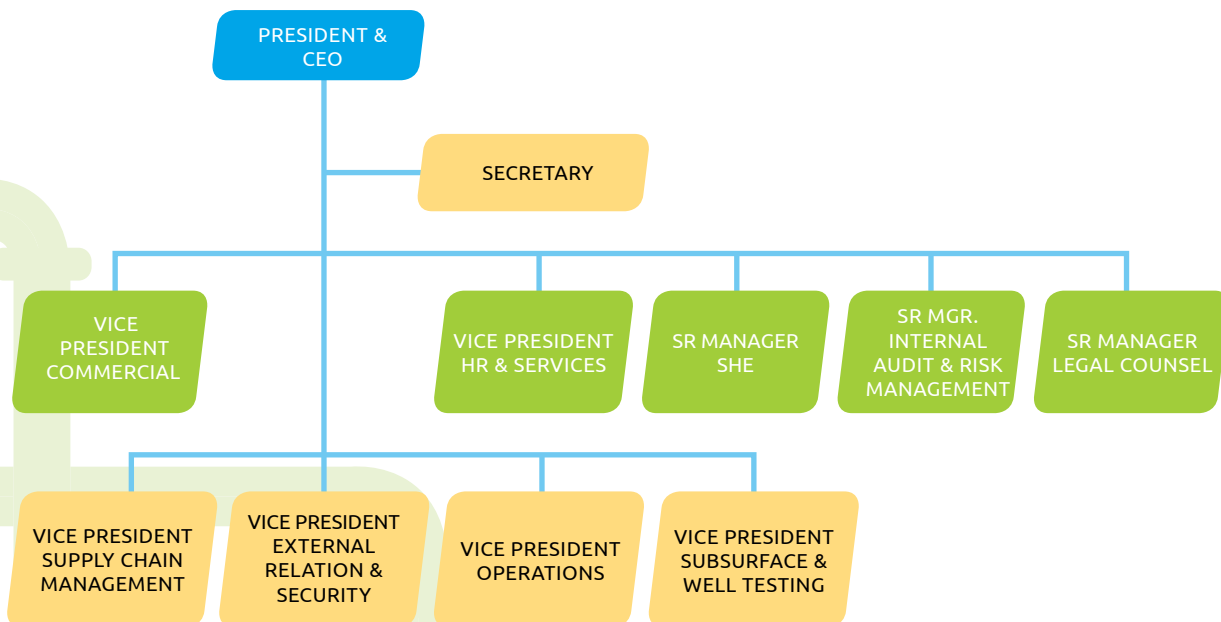 PRESIDENT &
CEO
SECRETARY
VICE
PRESIDENT
COMMERCIAL
VICE PRESIDENT
HR & SERVICES
SR MANAGER
SHE
SR MGR.
INTERNAL
AUDIT & RISK
MANAGEMENT
SR MANAGER
LEGAL COUNSEL
VICE PRESIDENT
SUPPLY CHAIN
MANAGEMENT
VICE PRESIDENT
EXTERNAL
RELATION &
SECURITY
VICE PRESIDENT
OPERATIONS
VICE PRESIDENT
SUBSURFACE &
WELL TESTING